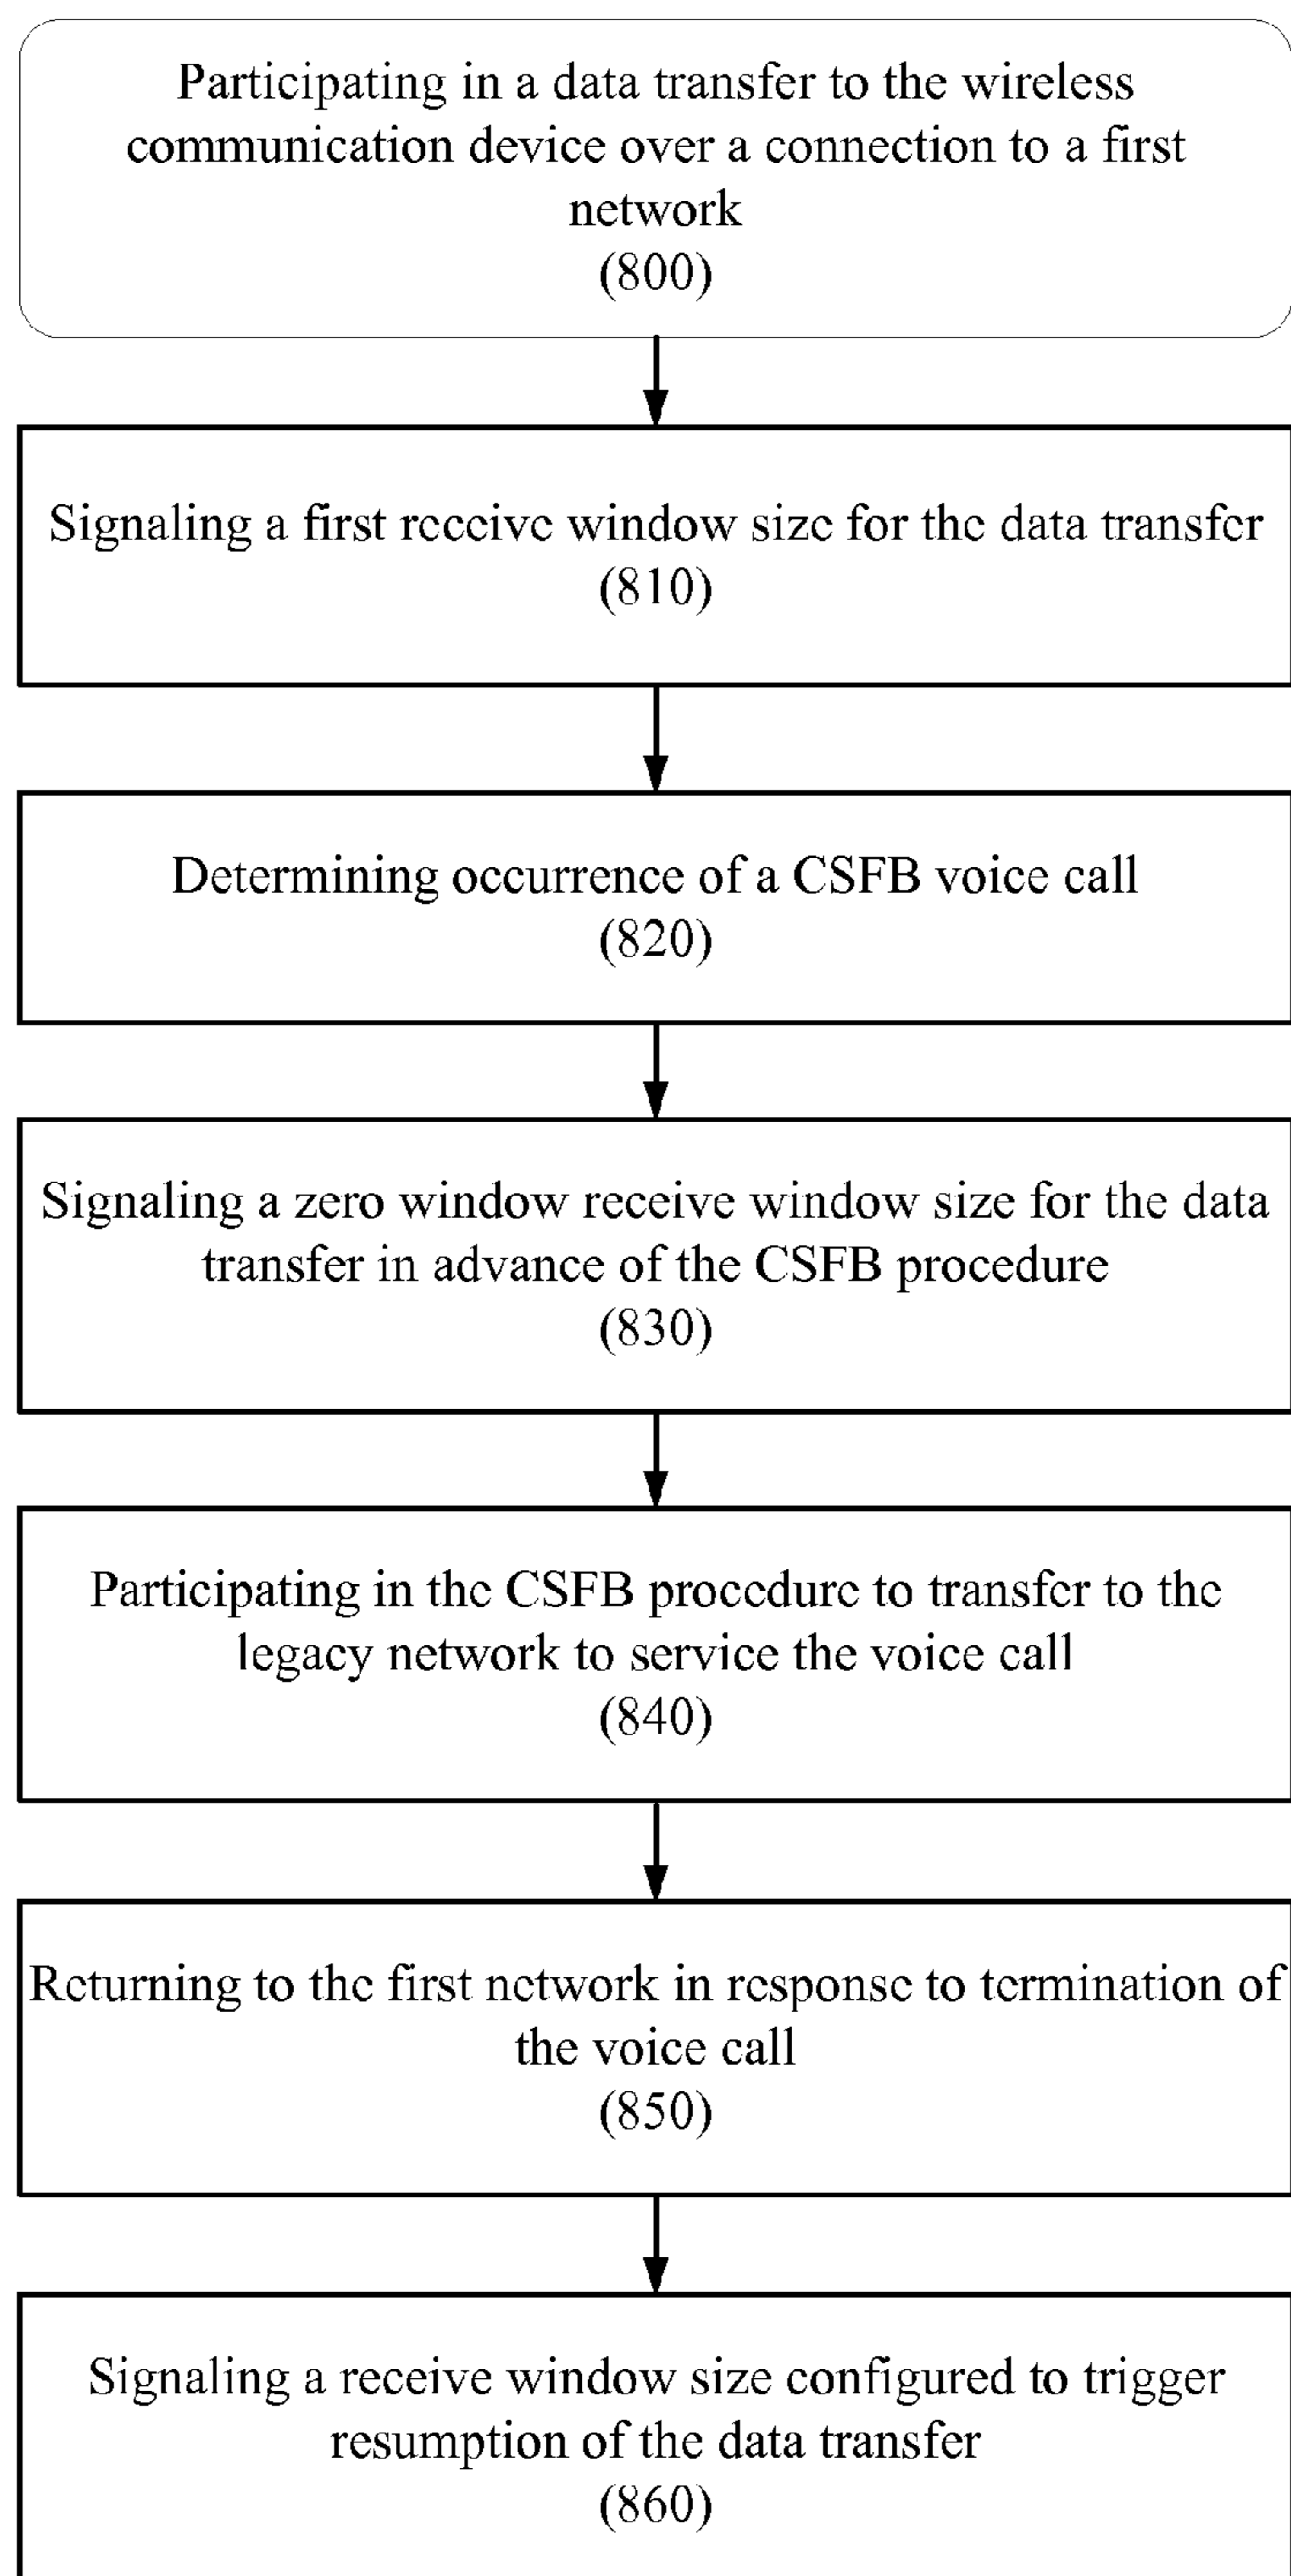 Participating in a data transfer to the wireless
communication device over a connection to a first
network
(800)
Signaling a first receive window size for the data transfer
(810)
Determining occurrence of a CSFB voice call
(820)
Signaling a zero window receive window size for the data
transfer in advance of the CSFB procedure
(830)
Participating in the CSFB procedure to transfer to the
legacy network to service the voice call
(840)
Returning to the first network in response to termination of
the voice call
(850)
Signaling a receive window size configured to trigger
resumption of the data transfer
(860)